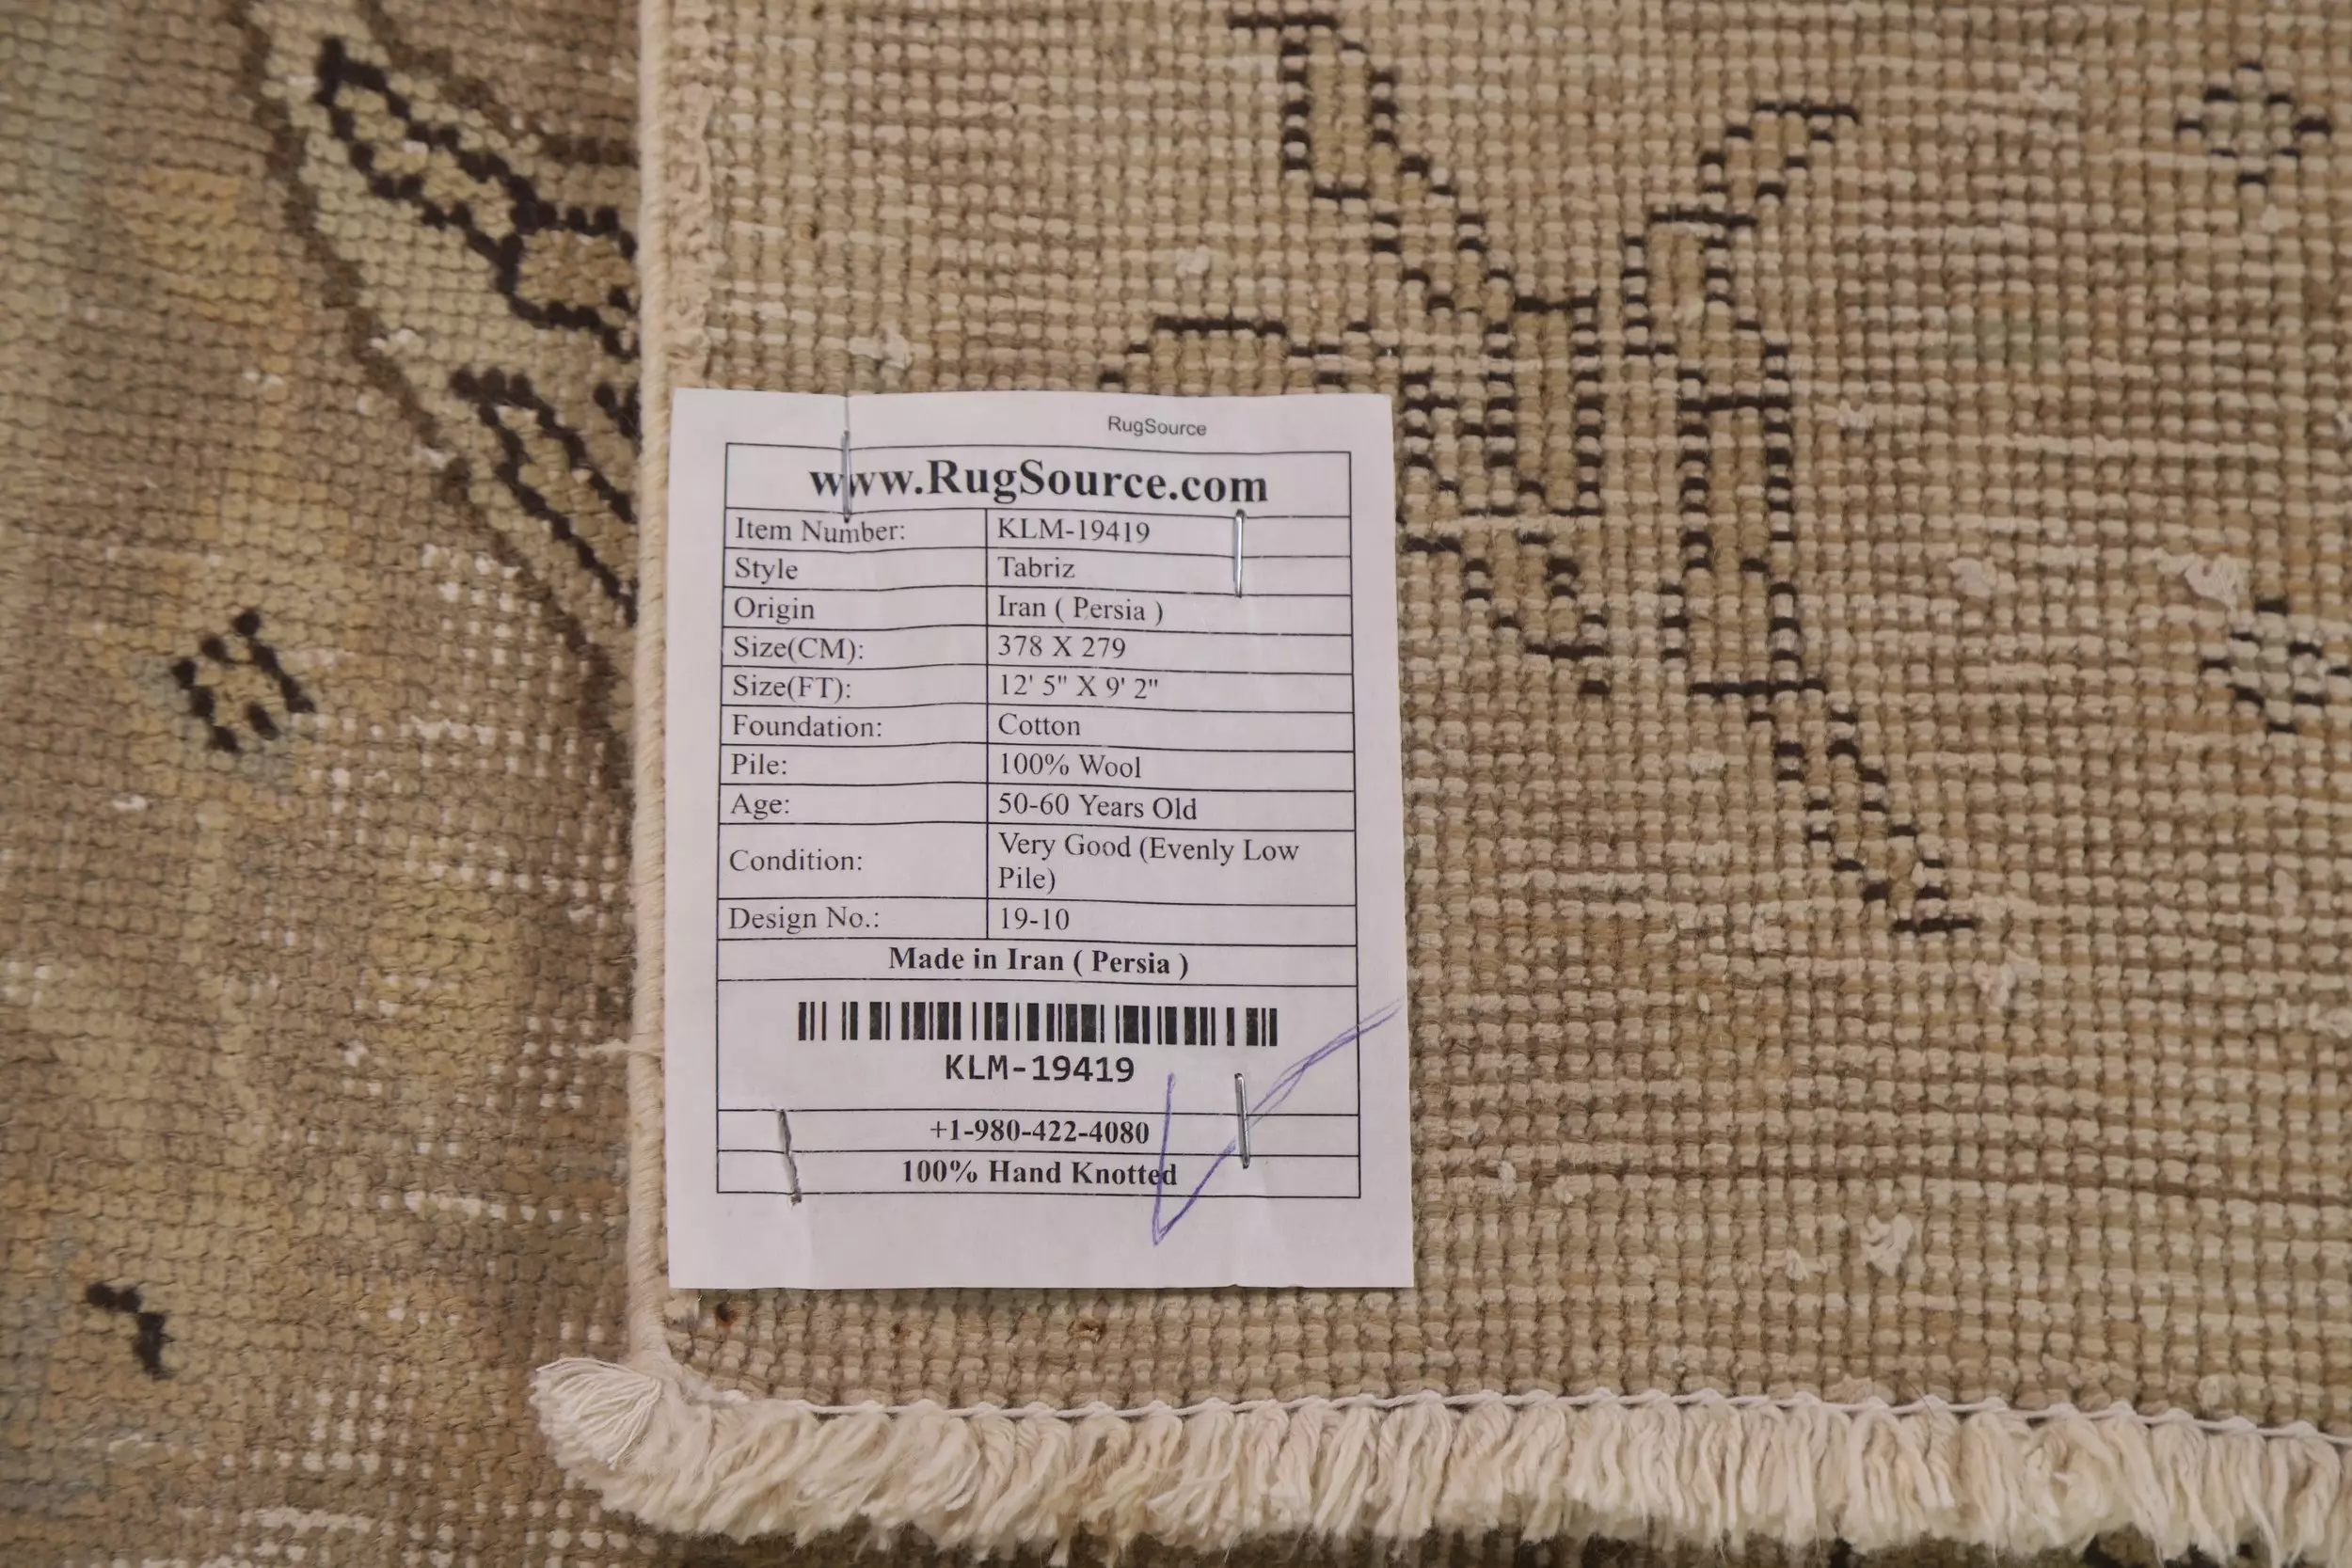 RugSource
www.RugSource.com
Item Number: KLM-19419
Style Tabriz
Origin Iran ( Persia )
Size(CM): 378 X 279
Size(FT): 12' 5" X 9' 2"
Foundation: Cotton
Pile: 100% Wool
Age: 50-60 Years Old
Condition: Very Good (Evenly Low
Pile)
Design No.: 19-10
Made in Iran ( Persia )
KLM-19419
+1-980-422-4080
100% Hand Knotted